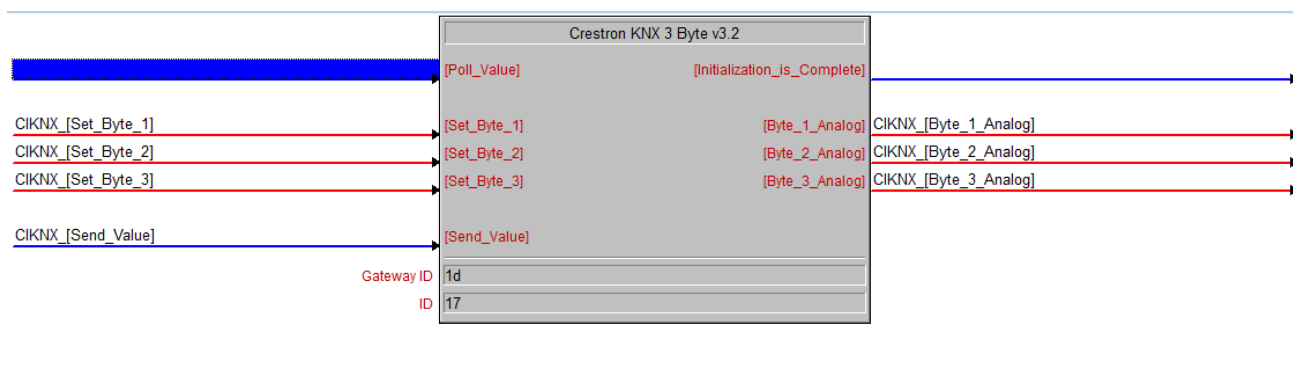 Crestron KNX 3 Byte v3.2
[Poll_Value] [Initialization_is_Complete]
CIKNX_[Set_Byte_1] [Set_Byte_1] [Byte_1_Analog] CIKNX_[Byte_1_Analog]
CIKNX_[Set_Byte_2] [Set_Byte_2] [Byte_2_Analog] CIKNX_[Byte_2_Analog]
CIKNX_[Set_Byte_3] [Set_Byte_3] [Byte_3_Analog] CIKNX_[Byte_3_Analog]
CIKNX_[Send_Value] [Send_Value]
Gateway ID 1d
ID 17